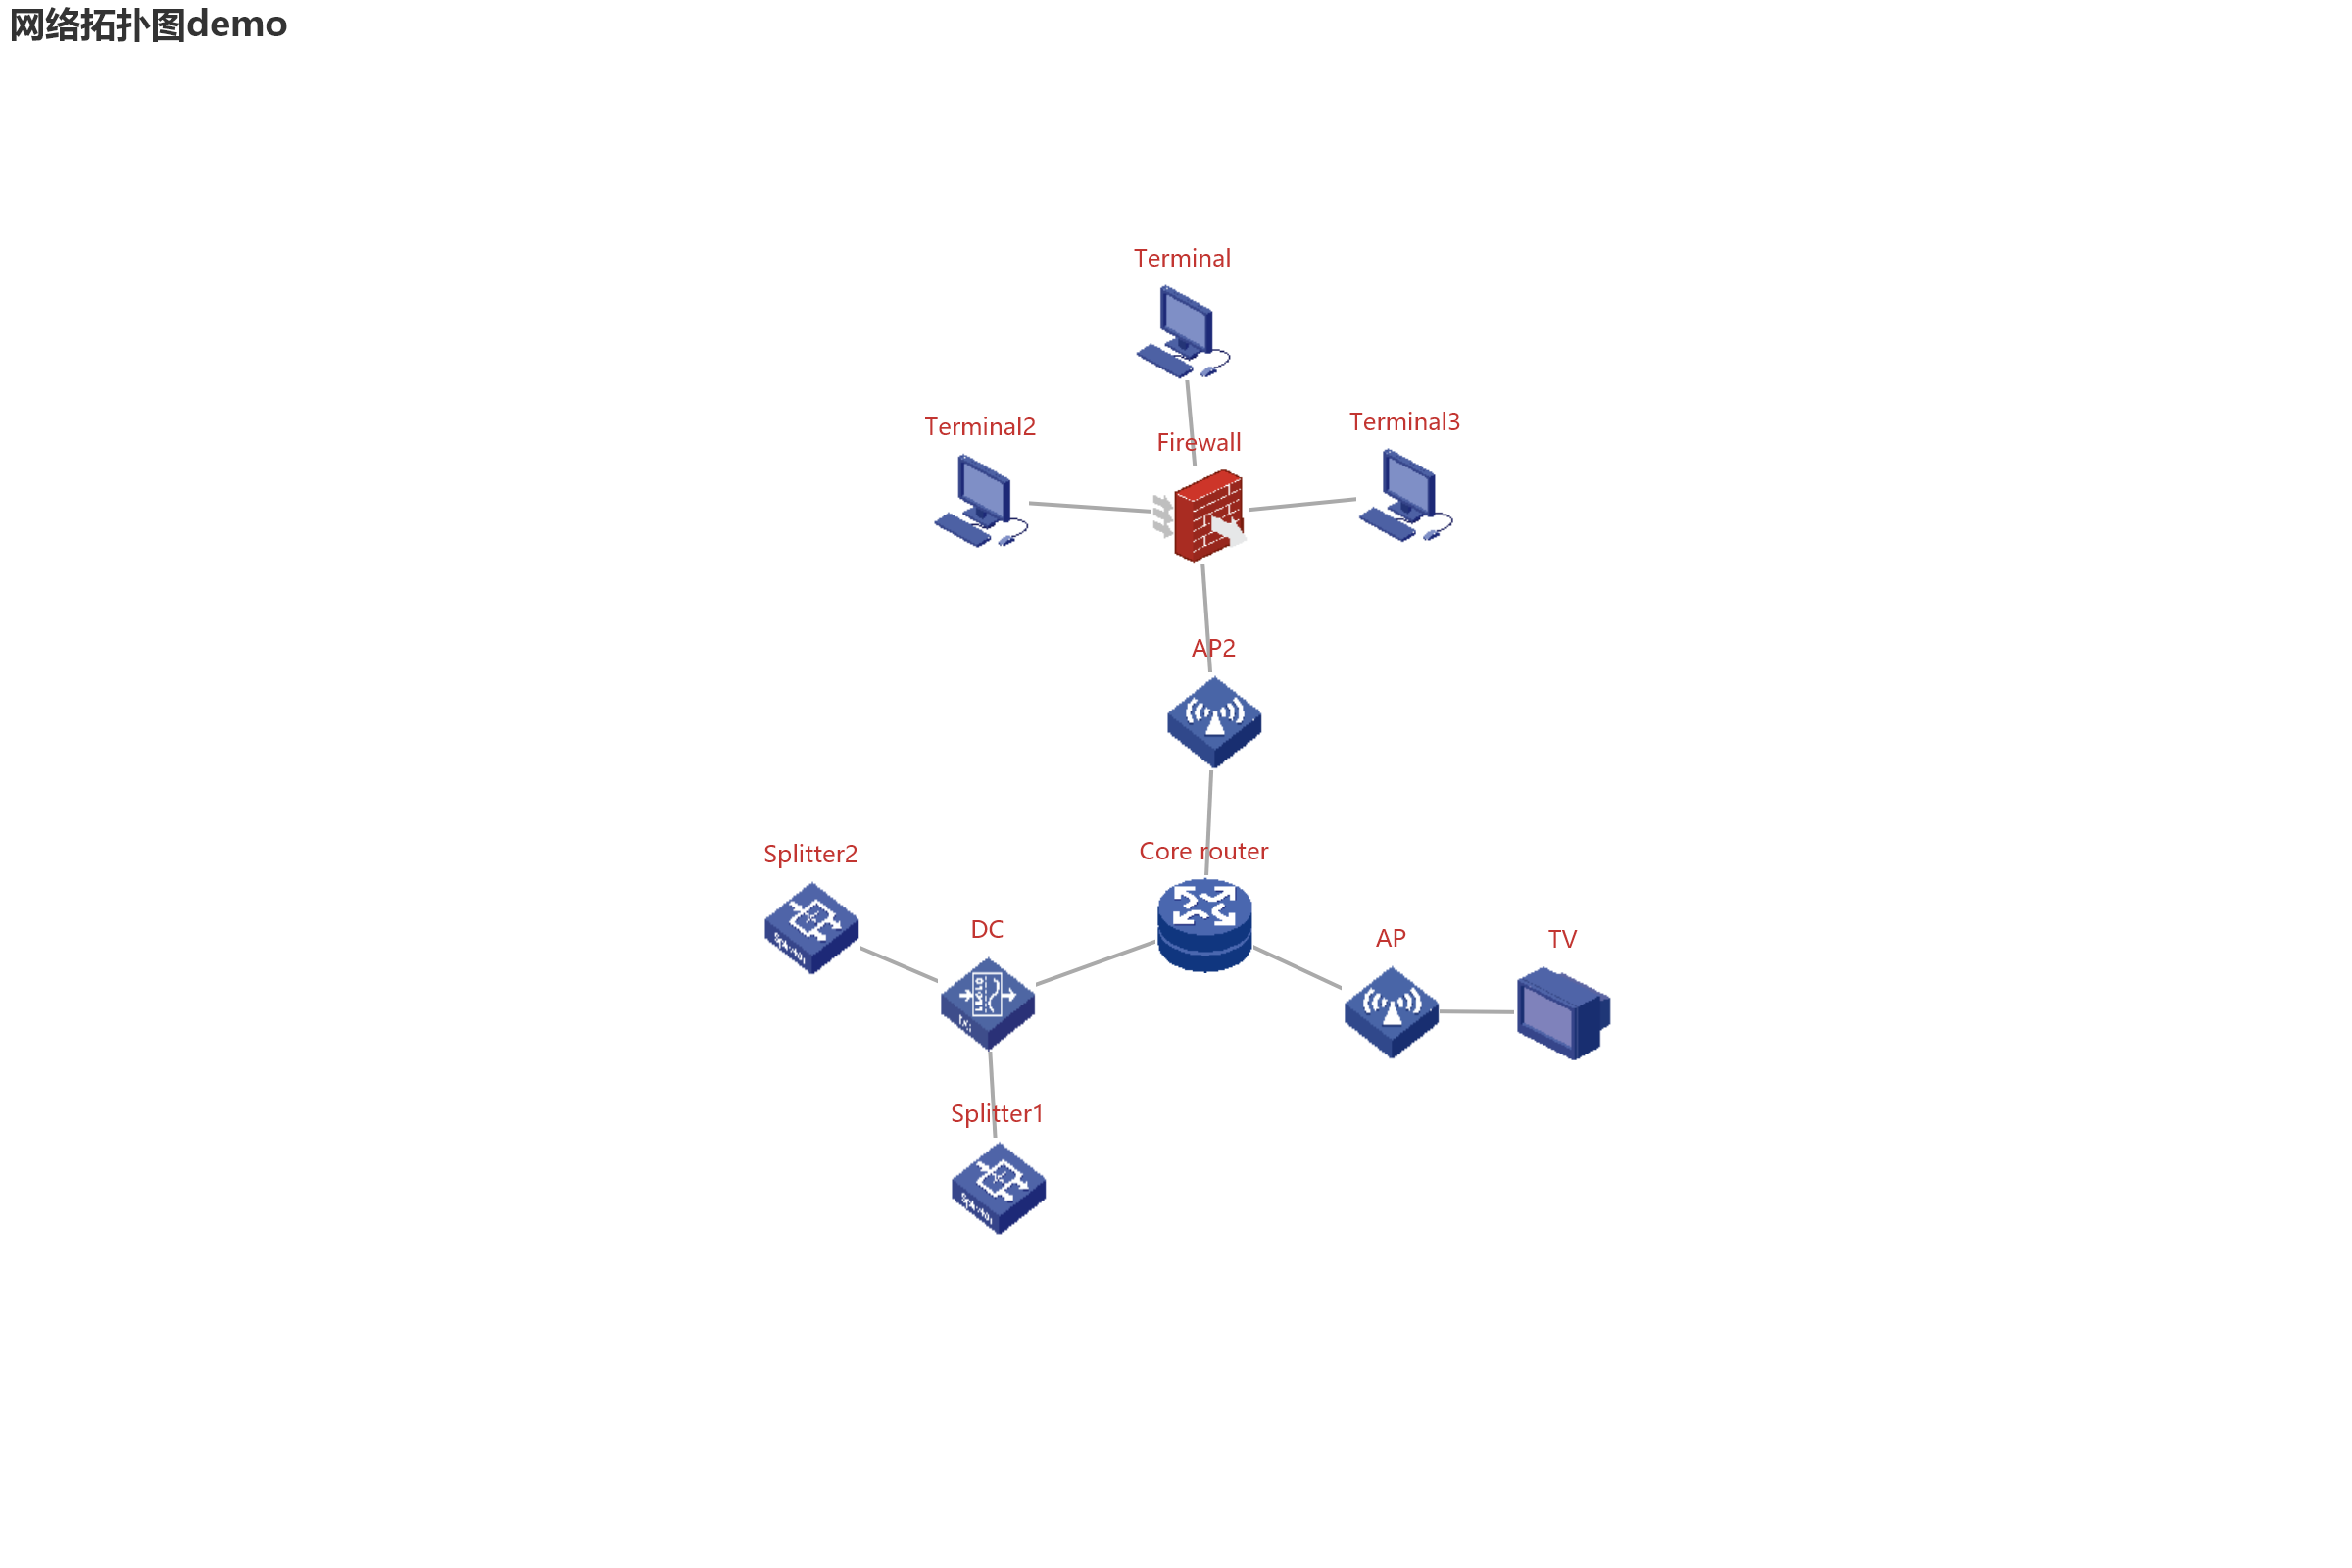 网络拓扑图demo
Terminal
Terminal2
Firewall
Terminal3
AP2
Splitter2
Core router
DC
AP
TV
Splitter1